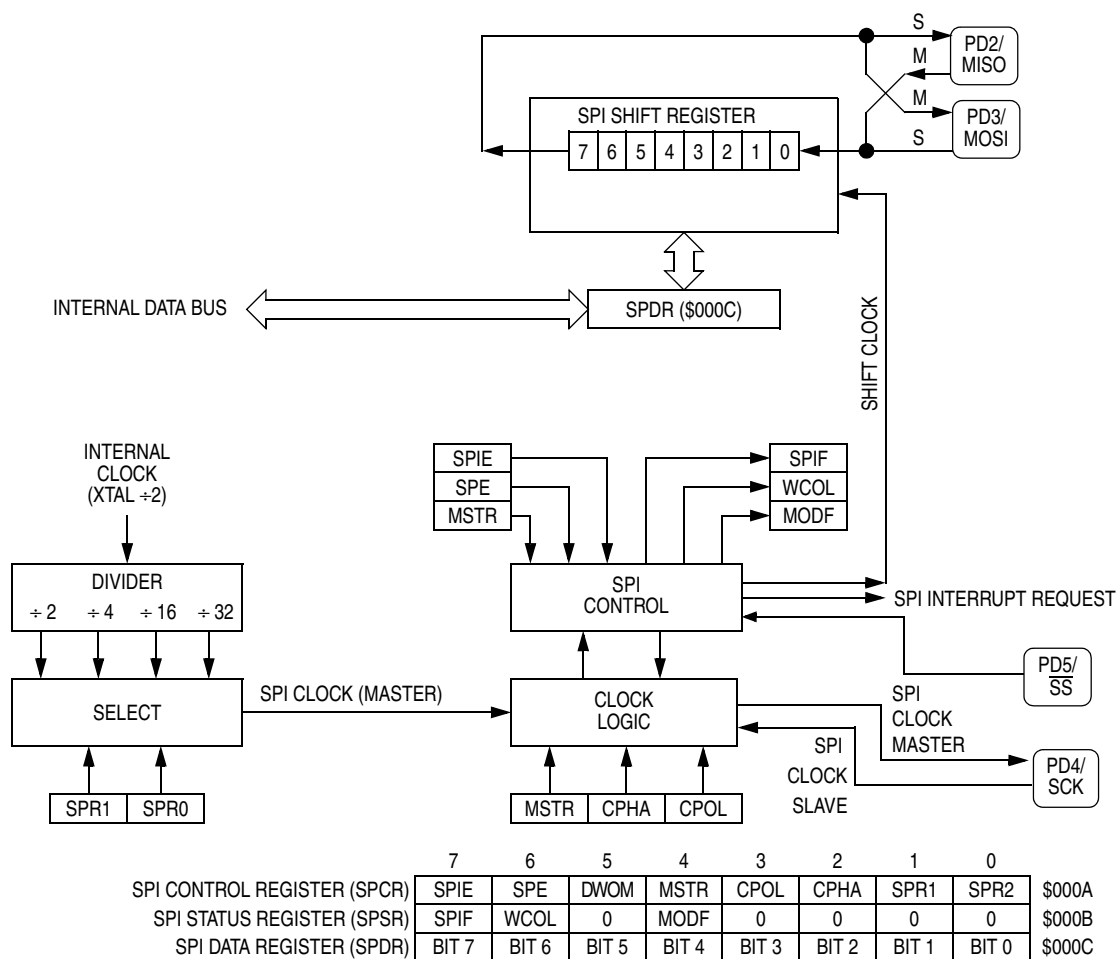 S
PD2/
MISO
M
M
PD3/
MOSI
S
SPI SHIFT REGISTER
7 6 5 4 3 2 1 0
INTERNAL DATA BUS
SPDR ($000C)
SHIFT CLOCK
INTERNAL
CLOCK
(XTAL ÷2)
SPIE
SPE
MSTR
SPIF
WCOL
MODF
DIVIDER
÷ 2 ÷ 4 ÷ 16 ÷ 32
SPI
CONTROL
SPI INTERRUPT REQUEST
PD5/
SS
SELECT
SPI CLOCK (MASTER)
CLOCK
LOGIC
SPI
CLOCK
MASTER
SPI
CLOCK
SLAVE
PD4/
SCK
SPR1 SPR0
MSTR CPHA CPOL
7 6 5 4 3 2 1 0
SPI CONTROL REGISTER (SPCR) SPIE SPE DWOM MSTR CPOL CPHA SPR1 SPR2 $000A
SPI STATUS REGISTER (SPSR) SPIF WCOL 0 MODF 0 0 0 0 $000B
SPI DATA REGISTER (SPDR) BIT 7 BIT 6 BIT 5 BIT 4 BIT 3 BIT 2 BIT 1 BIT 0 $000C